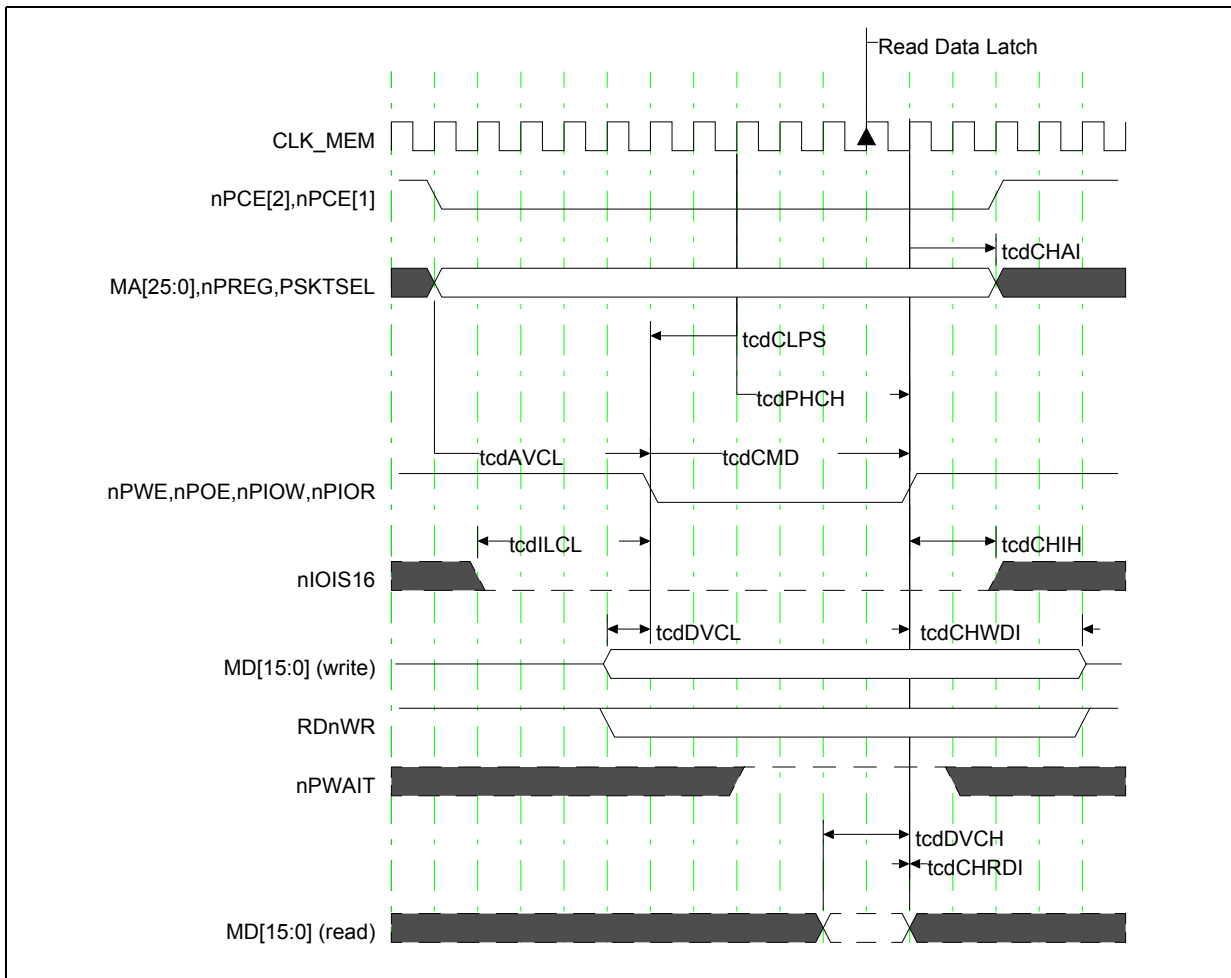 Read Data Latch
CLK_MEM
nPCE[2],nPCE[1]
tcdCHAI
MA[25:0],nPREG,PSKTSEL
tcdCLPS
tcdPHCH
tcdAVCL
tcdCMD
nPWE,nPOE,nPIOW,nPIOR
tcdILCL
tcdCHIH
nIOIS16
tcdDVCL
tcdCHWDI
MD[15:0] (write)
RDnWR
nPWAIT
tcdDVCH
tcdCHRDI
MD[15:0] (read)